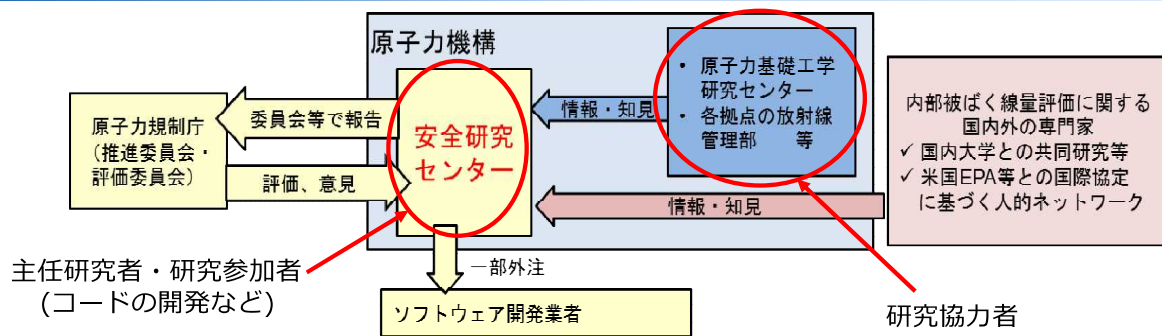 原子力機構
・ 原子力基礎工学
研究センター
・ 各拠点の放射線
管理部　等
情報・知見
委員会等で報告
原子力規制庁
（推進委員会・
評価委員会）
評価、意見
安全研究
センター
内部被ばく線量評価に関する
国内外の専門家
✓ 国内大学との共同研究等
✓ 米国EPA等との国際協定
に基づく人的ネットワーク
情報・知見
主任研究者・研究参加者
(コードの開発など)
一部外注
ソフトウェア開発業者
研究協力者